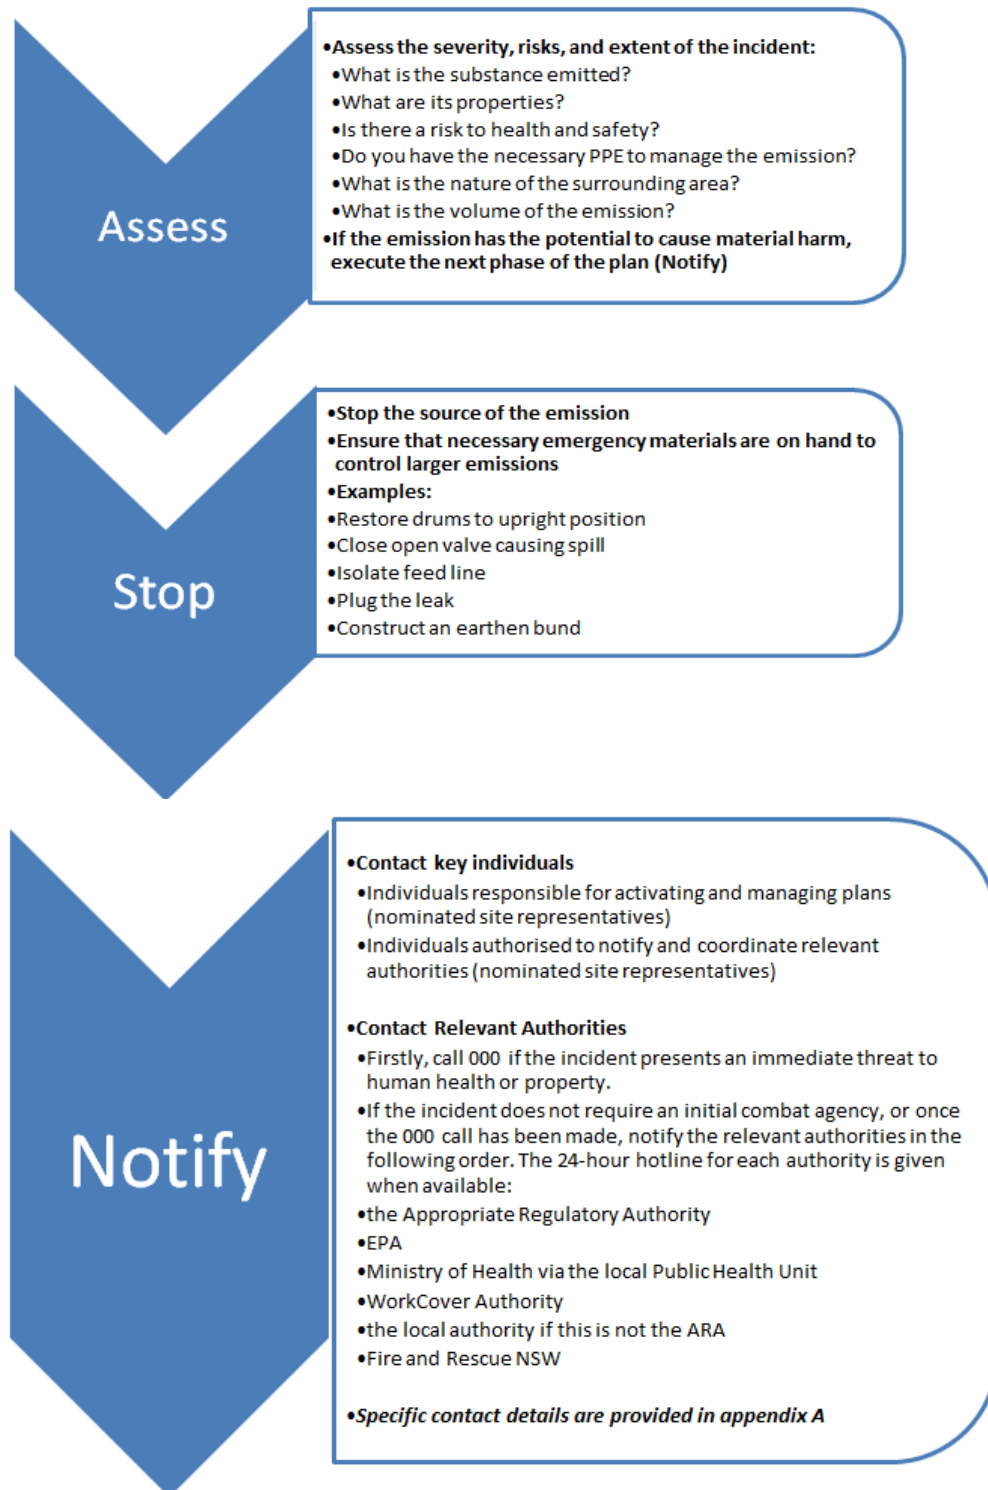 Assess
•Assess the severity, risks, and extent of the incident:
•What is the substance emitted?
•What are its properties?
•Is there a risk to health and safety?
•Do you have the necessary PPE to manage the emission?
•What is the nature of the surrounding area?
•What is the volume of the emission?
•If the emission has the potential to cause material harm,
execute the next phase of the plan (Notify)
Stop
•Stop the source of the emission
•Ensure that necessary emergency materials are on hand to
control larger emissions
•Examples:
•Restore drums to upright position
•Close open valve causing spill
•Isolate feed line
•Plug the leak
•Construct an earthen bund
Notify
•Contact key individuals
•Individuals responsible for activating and managing plans
(nominated site representatives)
•Individuals authorised to notify and coordinate relevant
authorities (nominated site representatives)
•Contact Relevant Authorities
•Firstly, call 000 if the incident presents an immediate threat to
human health or property.
•If the incident does not require an initial combat agency, or once
the 000 call has been made, notify the relevant authorities in the
following order. The 24-hour hotline for each authority is given
when available:
•the Appropriate Regulatory Authority
•EPA
•Ministry of Health via the local Public Health Unit
•WorkCover Authority
•the local authority if this is not the ARA
•Fire and Rescue NSW
•Specific contact details are provided in appendix A